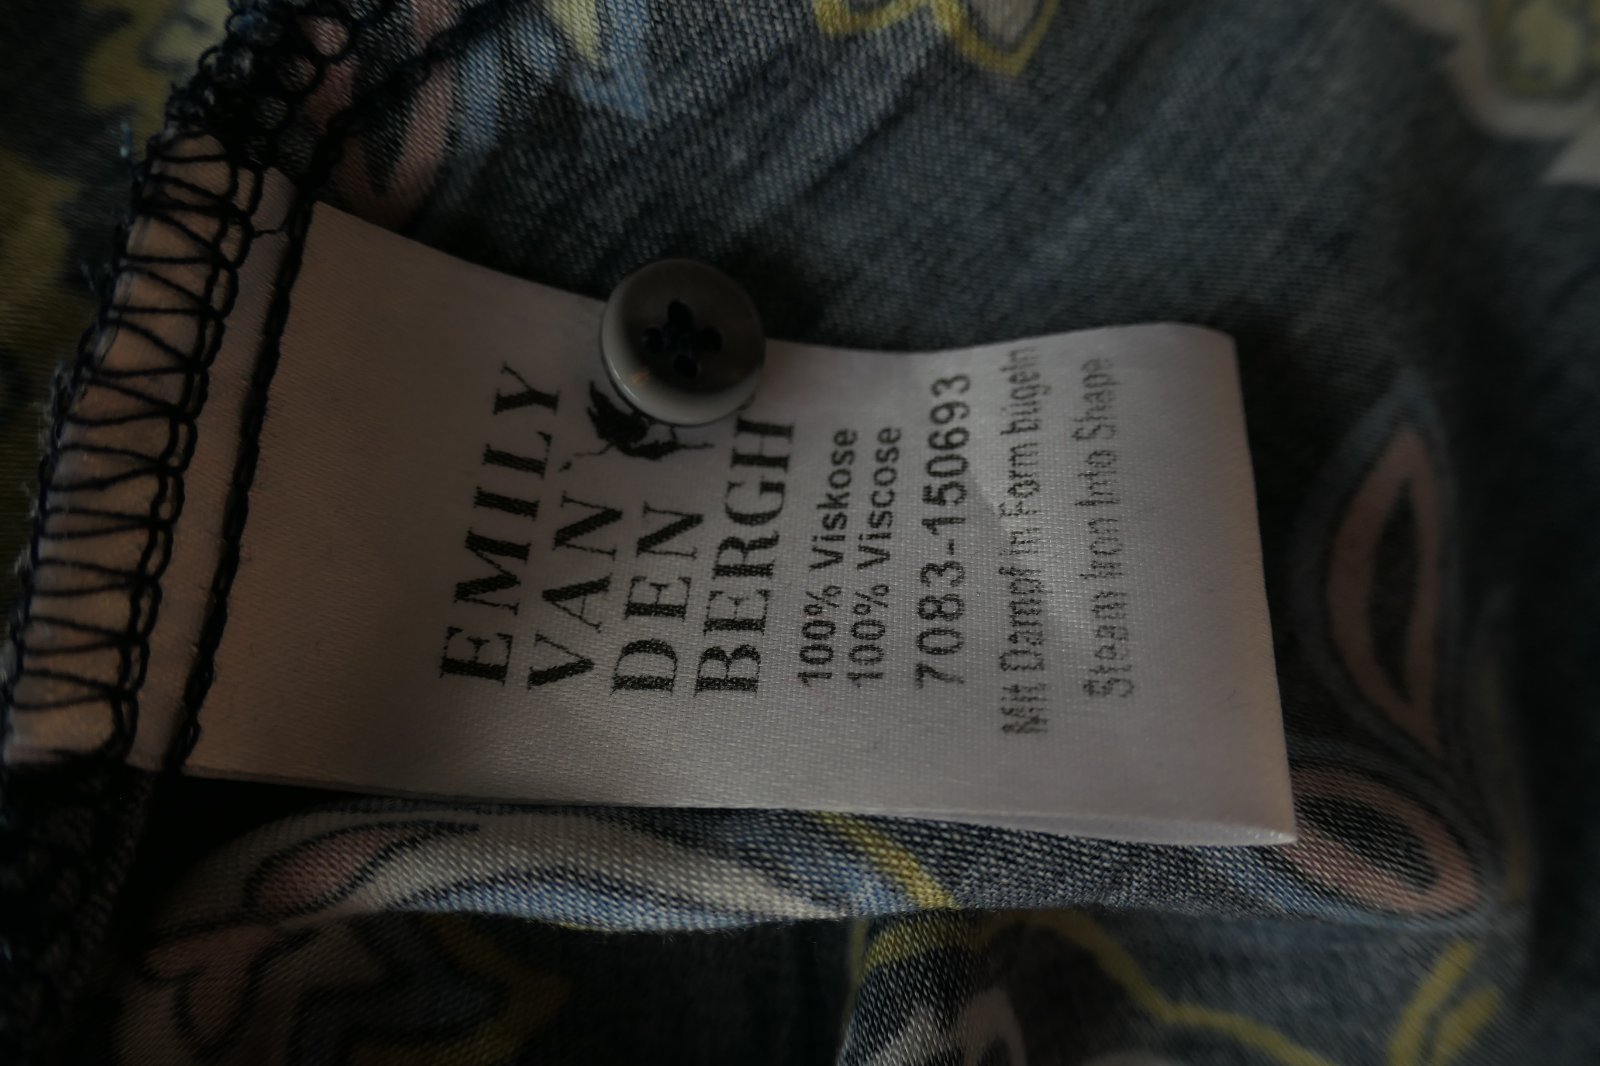 EMILY
VAN
DEN
BERGH
100% Viskose
100% Viscose
7083-150693
Mit Dampf in Form bügeln
Steam Iron Into Shape